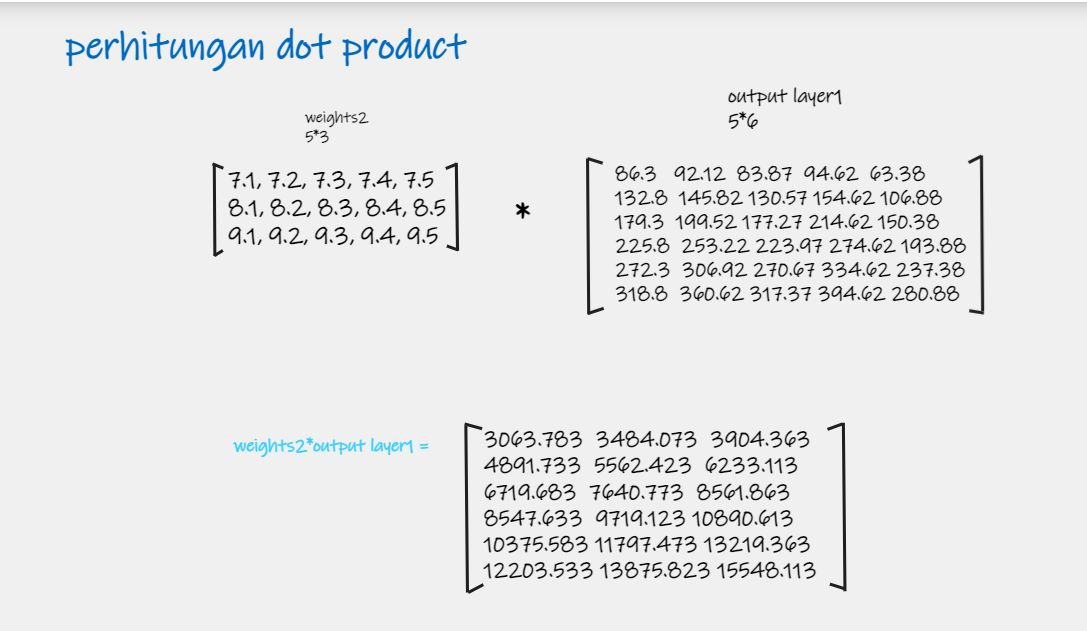 perhitungan dot product
weights2
5*3
output layer1
5*6
7.1, 7.2, 7.3, 7.4, 7.5
8.1, 8.2, 8.3, 8.4, 8.5
9.1, 9.2, 9.3, 9.4, 9.5
*
86.3 92.12 83.87 94.62 63.38
132.8 145.82 130.57 154.62 106.88
179.3 199.52 177.27 214.62 150.38
225.8 253.22 223.97 274.62 193.88
272.3 306.92 270.67 334.62 237.38
318.8 360.62 317.37 394.62 280.88
weights2*output layer1 =
3063.783 3484.073 3904.363
4891.733 5562.423 6233.113
6719.683 7640.773 8561.863
8547.633 9719.123 10890.613
10375.583 11797.473 13219.363
12203.533 13875.823 15548.113